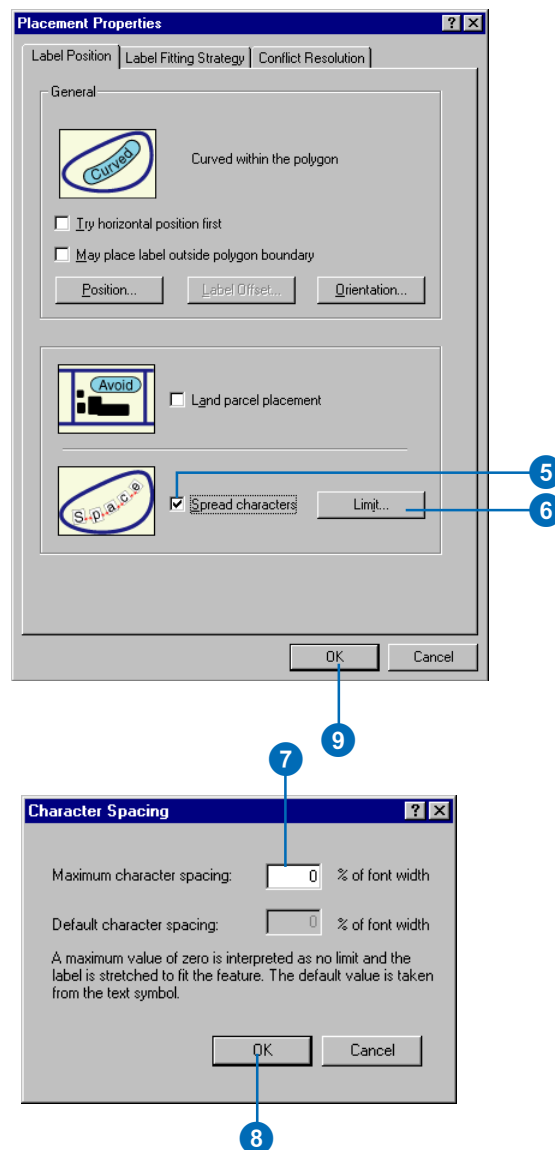 Placement Properties
Label Position Label Fitting Strategy Conflict Resolution
General
Curved
Curved within the polygon
Try horizontal position first
May place label outside polygon boundary
Position... Label Offset... Orientation...
Avoid
Land parcel placement
Space
Spread characters Limit...
5
6
OK Cancel
9
7
Character Spacing
Maximum character spacing: 0 % of font width
Default character spacing: 0 % of font width
A maximum value of zero is interpreted as no limit and the
label is stretched to fit the feature. The default value is taken
from the text symbol.
OK Cancel
8